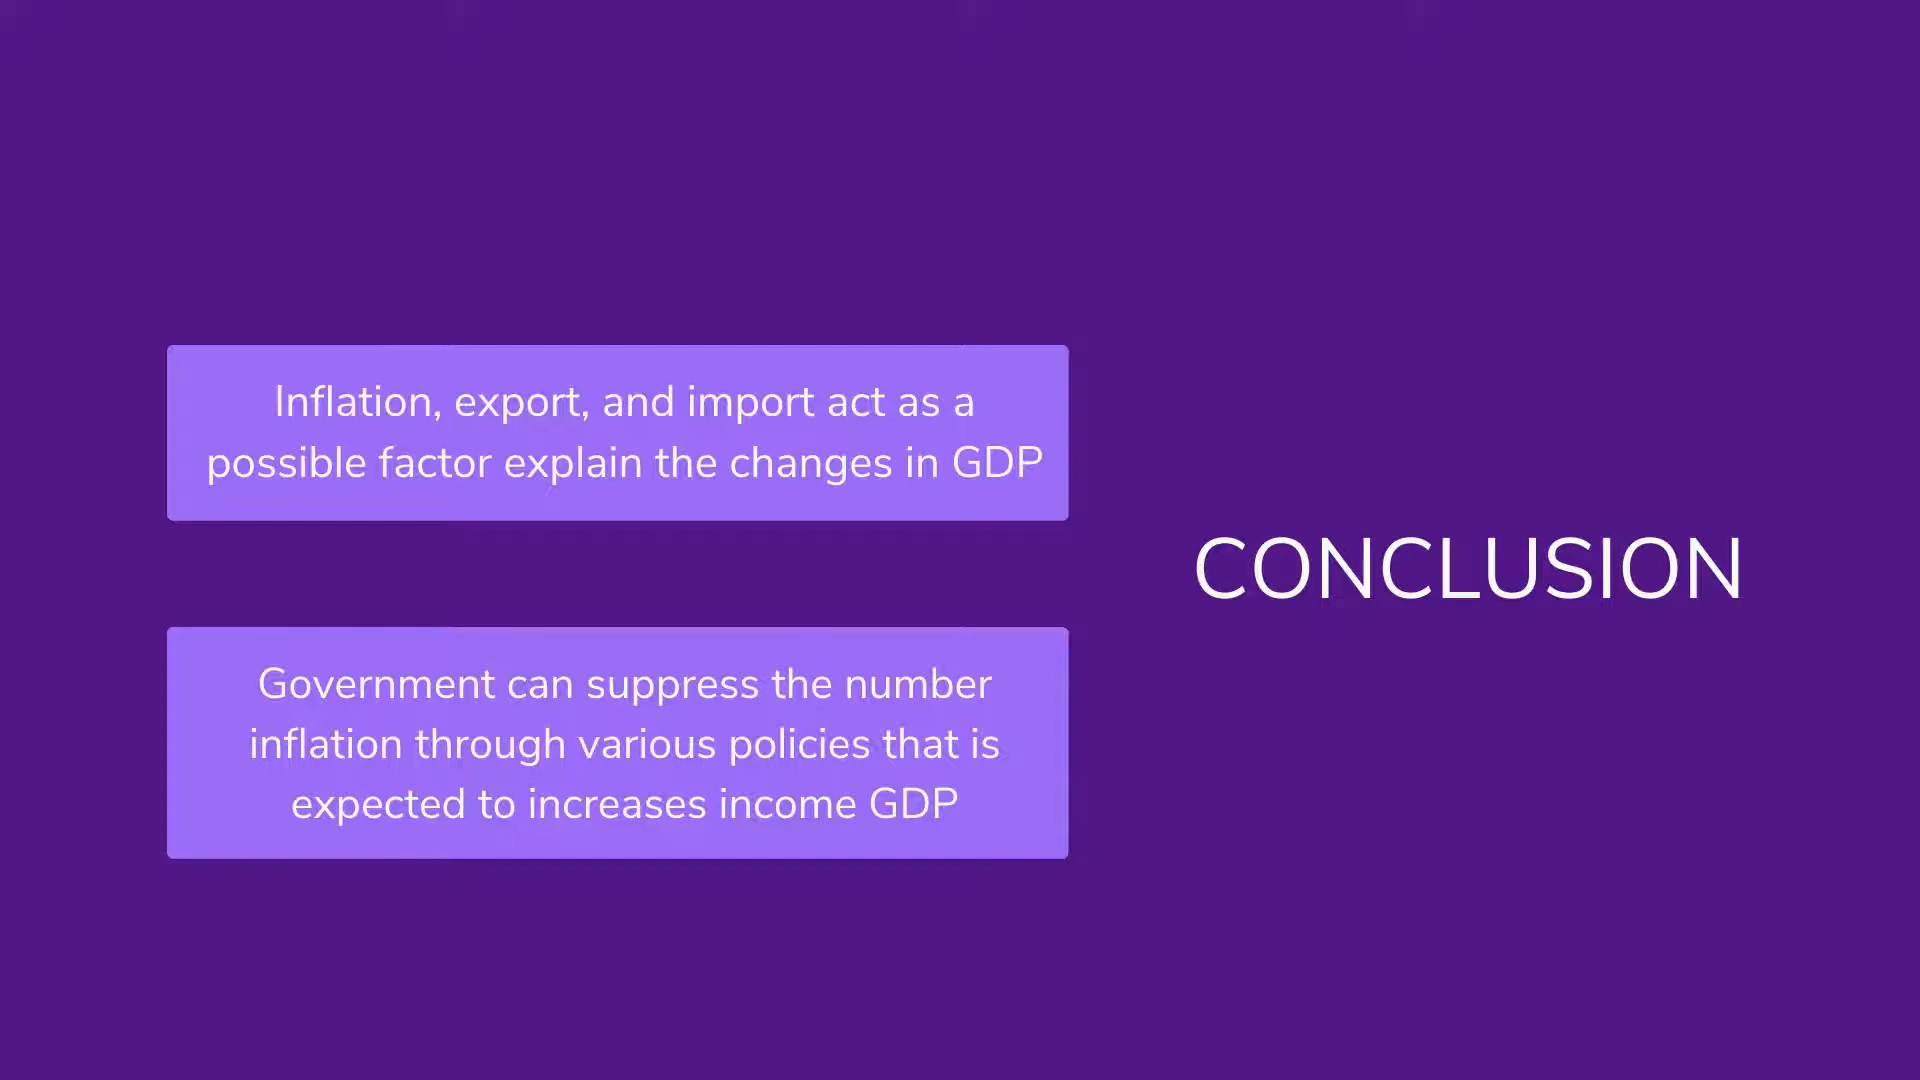 Inflation, export, and import act as a
possible factor explain the changes in GDP
CONCLUSION
Government can suppress the number
inflation through various policies that is
expected to increases income GDP